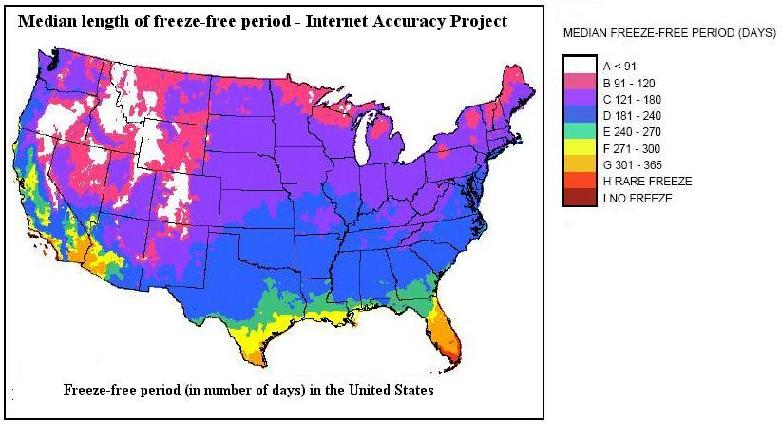 Median length of freeze-free period - Internet Accuracy Project
MEDIAN FREEZE-FREE PERIOD (DAYS)
A < 91
B 91 - 120
C 121 - 180
D 181 - 240
E 240 - 270
F 271 - 300
G 301 - 365
H RARE FREEZE
I NO FREEZE
Freeze-free period (in number of days) in the United States